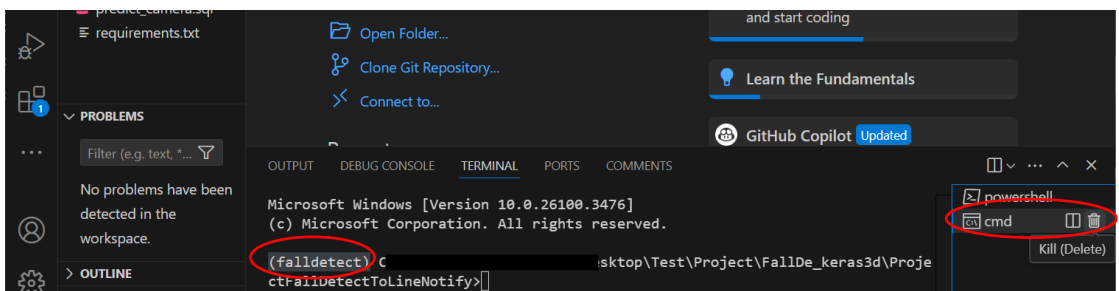 predict_camera.sql
requirements.txt
PROBLEMS
Filter (e.g. text, *...
No problems have been
detected in the
workspace.
OUTLINE
1
Open Folder...
Clone Git Repository...
Connect to...
and start coding
Learn the Fundamentals
GitHub Copilot Updated
OUTPUT DEBUG CONSOLE TERMINAL PORTS COMMENTS
Microsoft Windows [Version 10.0.26100.3476]
(c) Microsoft Corporation. All rights reserved.
(falldetect) C sktop\Test\Project\FallDe_keras3d\Proje
ctFallDetectToLineNotify>
powershell
cmd
Kill (Delete)